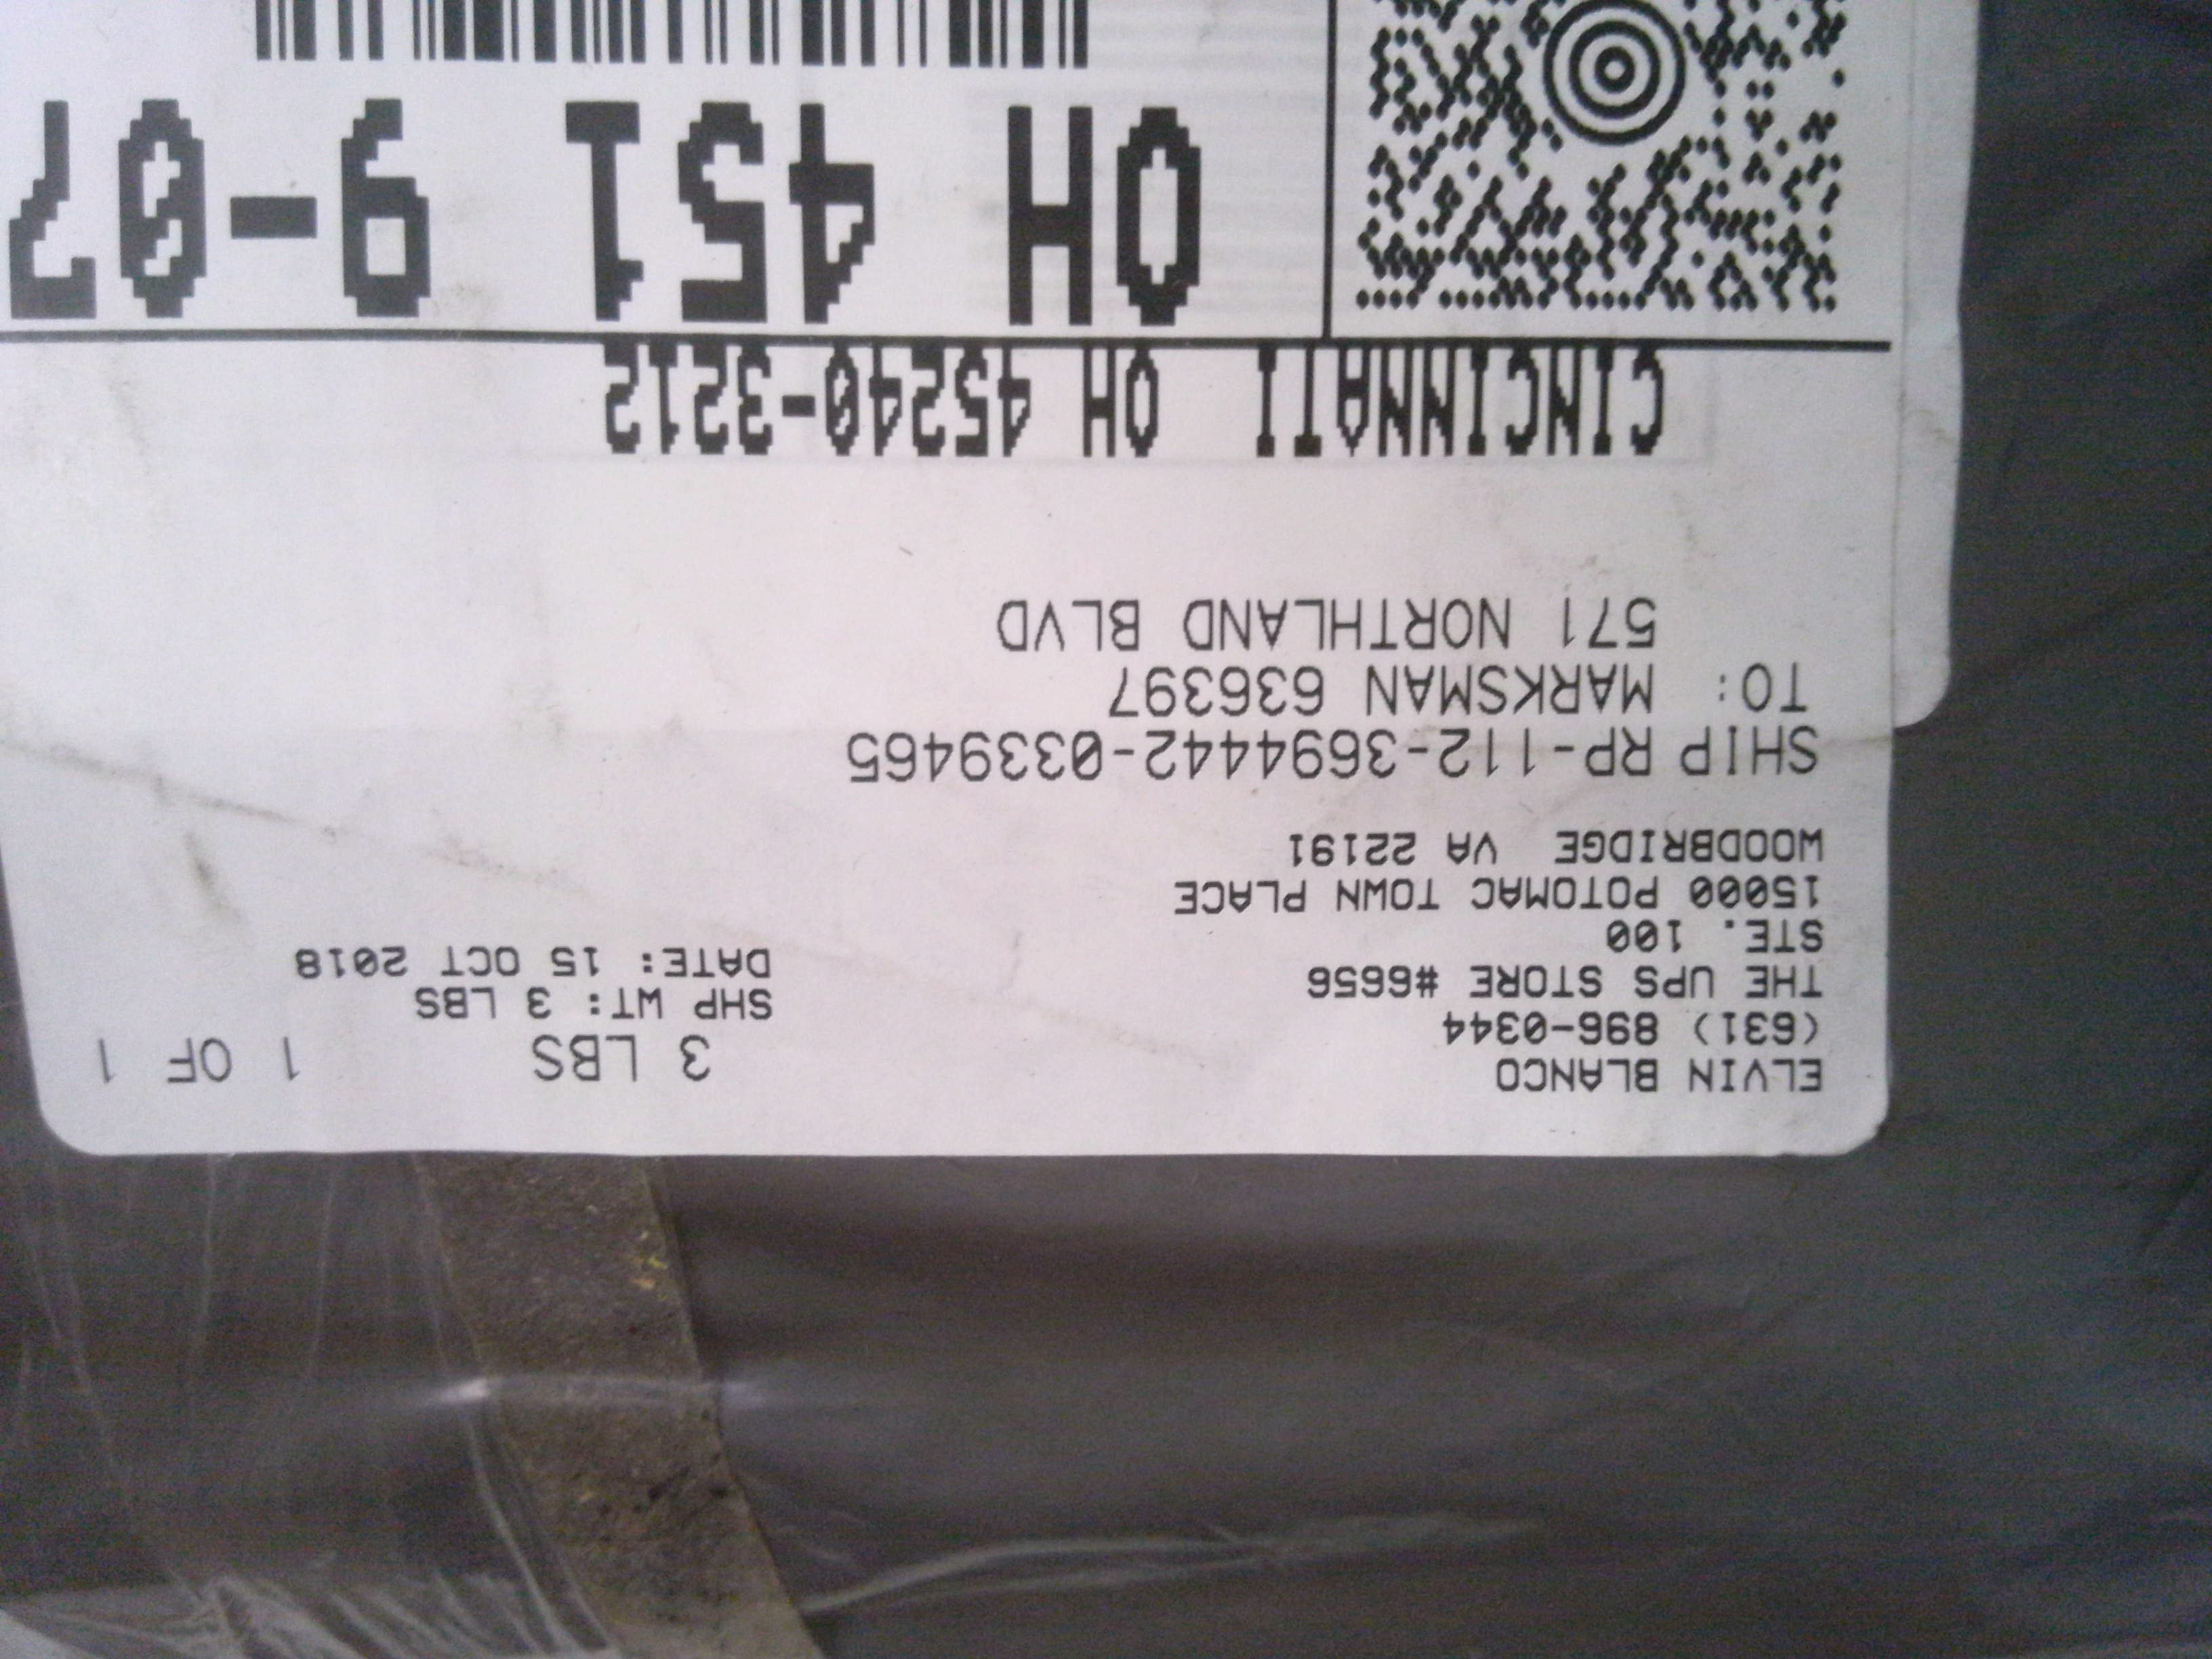 ELVIN BLANCO
(631) 896-0344
THE UPS STORE #6656
STE. 100
15000 POTOMAC TOWN PLACE
WOODBRIDGE VA 22191
3 LBS 1 OF 1
SHP WT: 3 LBS
DATE: 15 OCT 2018
SHIP RP-112-3694442-0339465
TO: MARKSMAN 636397
571 NORTHLAND BLVD
CINCINNATI OH 45240-3212
OH 451 9-07